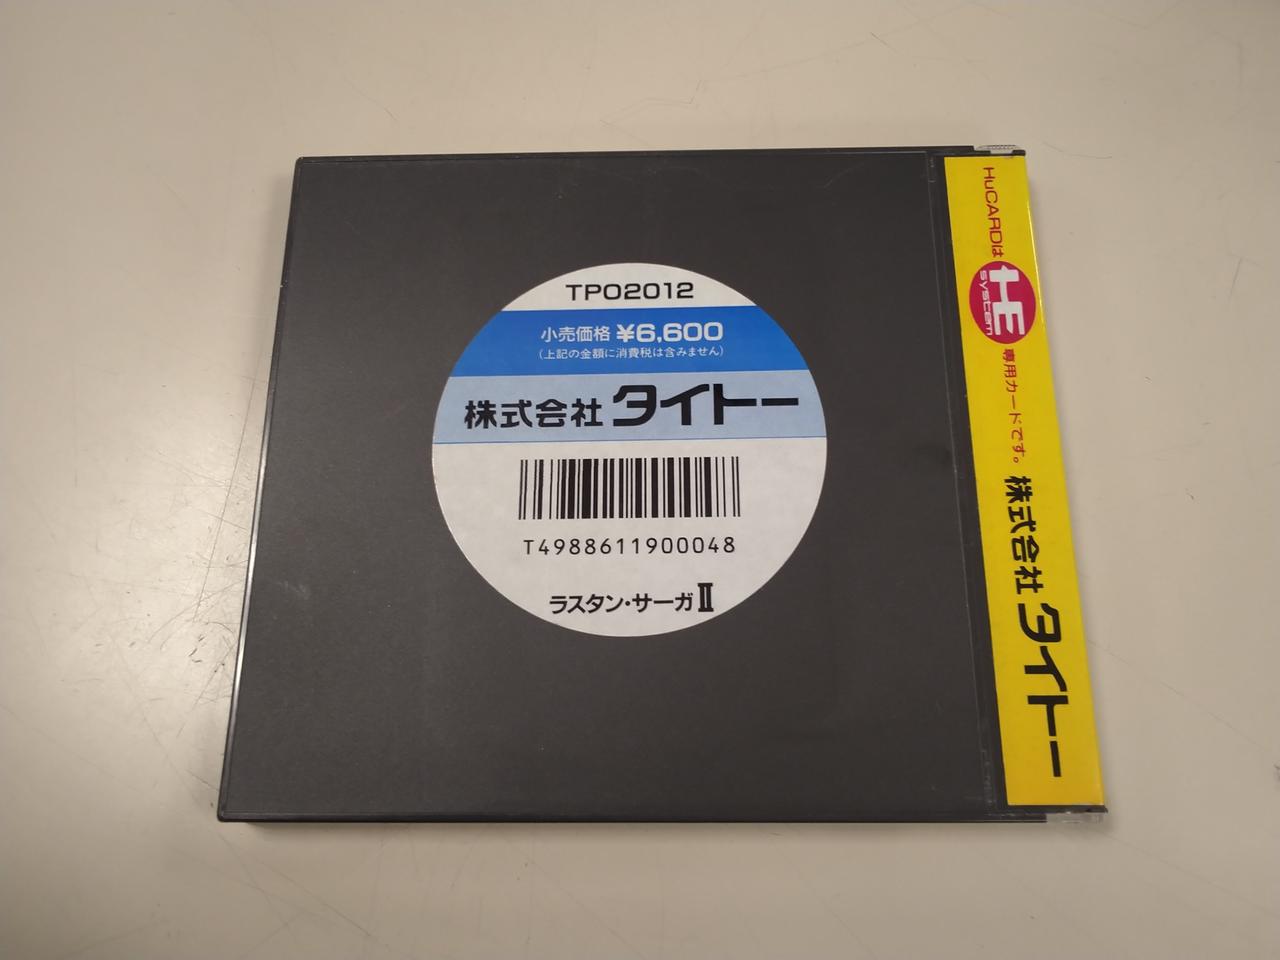 TP02012
小売価格 ¥6,600
(上記の金額に消費税は含みません)
株式会社 タイトー
T4988611900048
ラスタン・サーガⅡ
HuCARDは HE system 専用カードです。 株式会社 タイトー